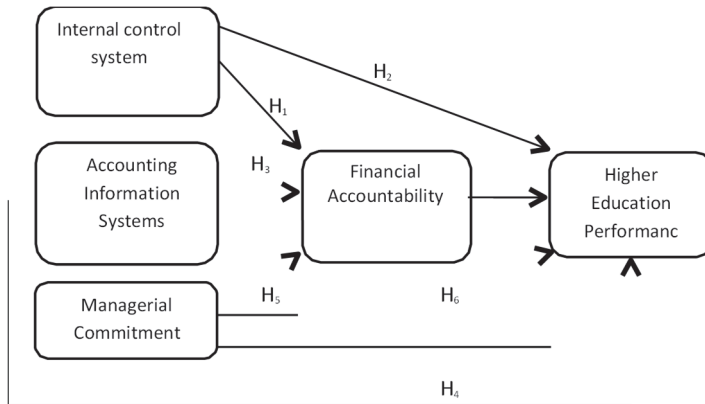 Internal control
system
H₂
H₁
Accounting
Information
Systems
H₃
Financial
Accountability
Higher
Education
Performanc
Managerial
Commitment
H₅
H₆
H₄